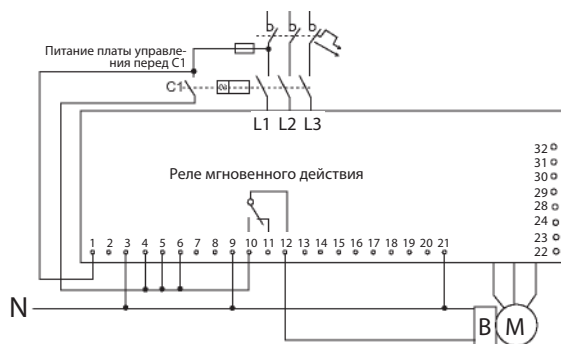 Питание платы управле-
ния перед С1
С1
L1 L2 L3
Реле мгновенного действия
32
31
30
29
28
24
23
22
1 2 3 4 5 6 7 8 9 10 11 12 13 14 15 16 17 18 19 20 21
N
B M